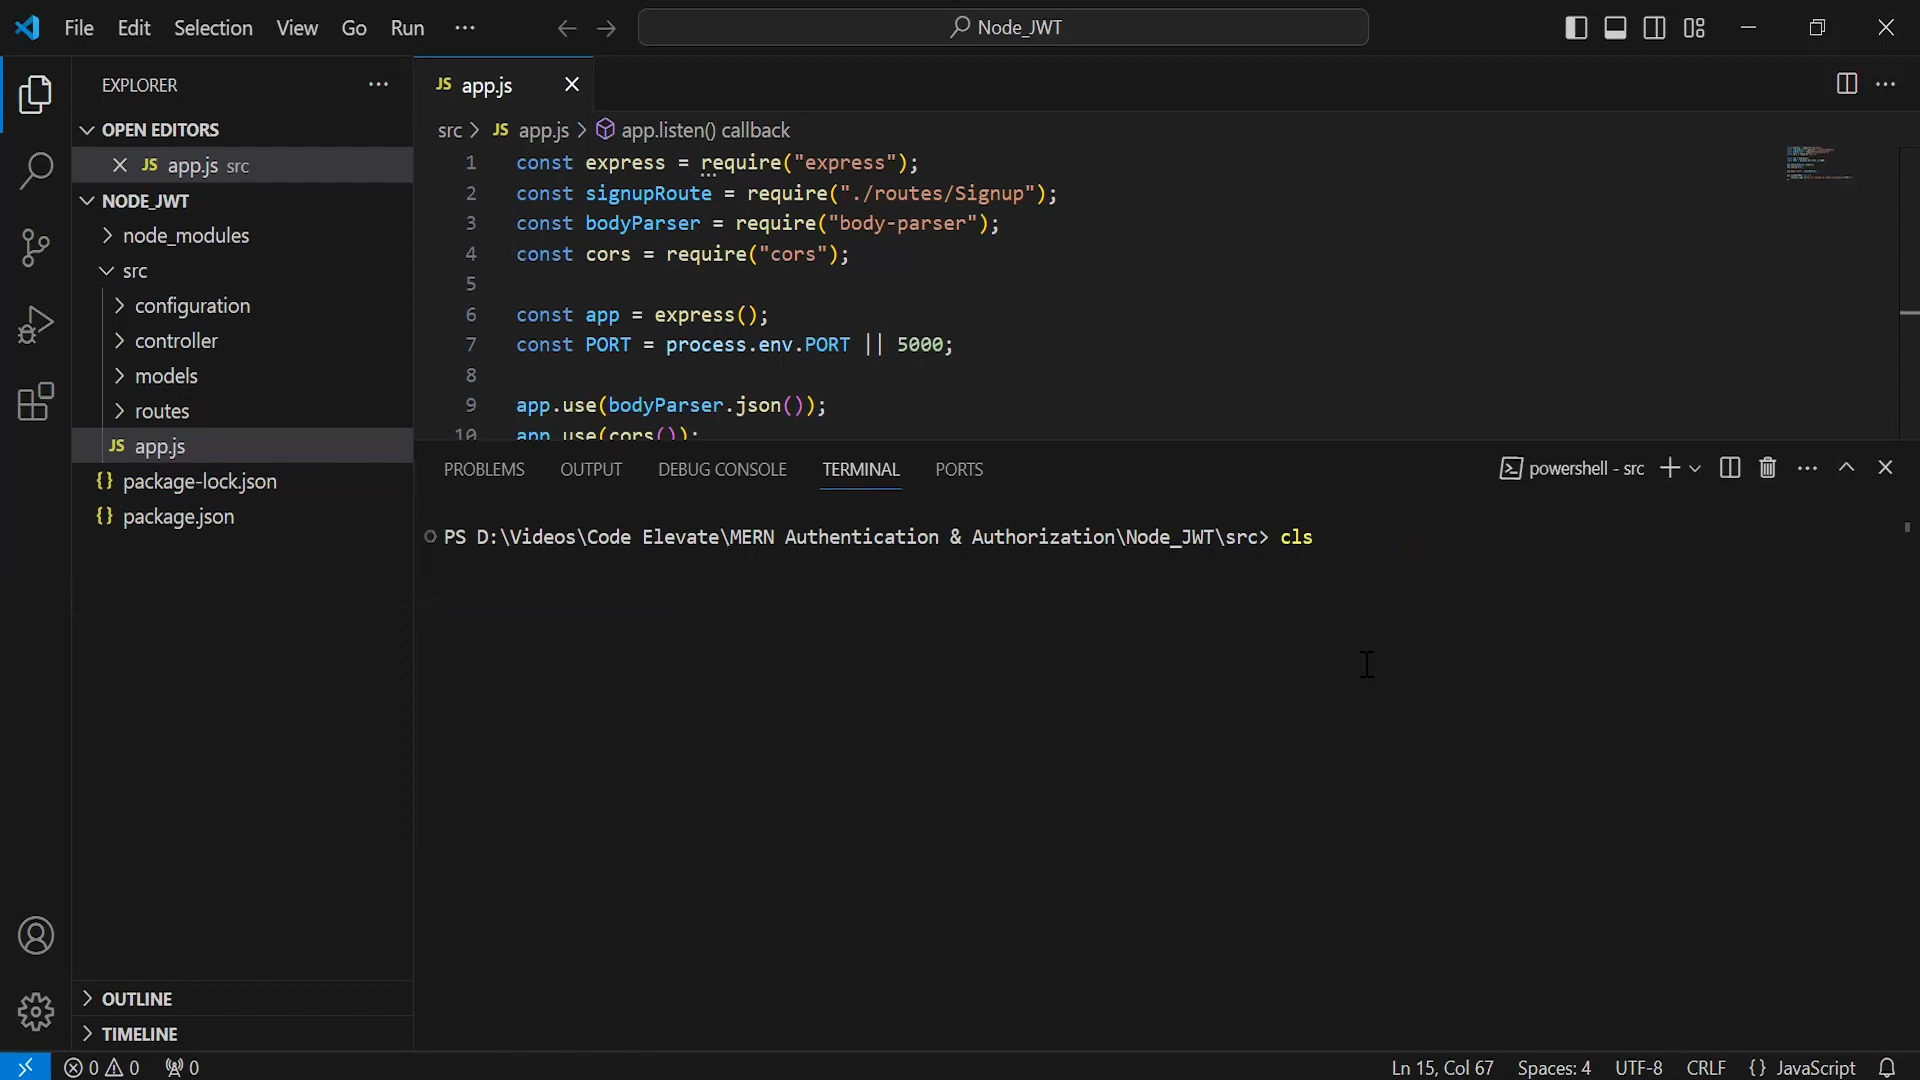 File Edit Selection View Go Run ··· Node_JWT
EXPLORER ···
OPEN EDITORS
JS app.js src
NODE_JWT
node_modules
src
configuration
controller
models
routes
JS app.js
{} package-lock.json
{} package.json
OUTLINE
TIMELINE
JS app.js
src > JS app.js > app.listen() callback
1 const express = require("express");
2 const signupRoute = require("./routes/Signup");
3 const bodyParser = require("body-parser");
4 const cors = require("cors");
5
6 const app = express();
7 const PORT = process.env.PORT || 5000;
8
9 app.use(bodyParser.json());
10 app.use(cors());
PROBLEMS OUTPUT DEBUG CONSOLE TERMINAL PORTS powershell - src
PS D:\Videos\Code Elevate\MERN Authentication & Authorization\Node_JWT\src> cls
0 0 0 Ln 15, Col 67 Spaces: 4 UTF-8 CRLF {} JavaScript